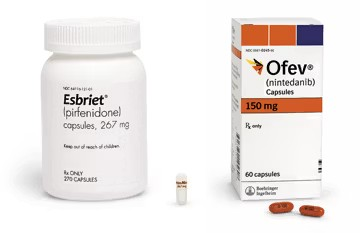 Esbriet®
(pirfenidone)
capsules, 267 mg
Keep out of reach of children.
Rx ONLY
270 CAPSULES
Ofev®
(nintedanib)
Capsules
150 mg
Rx only
60 capsules
Boehringer
Ingelheim